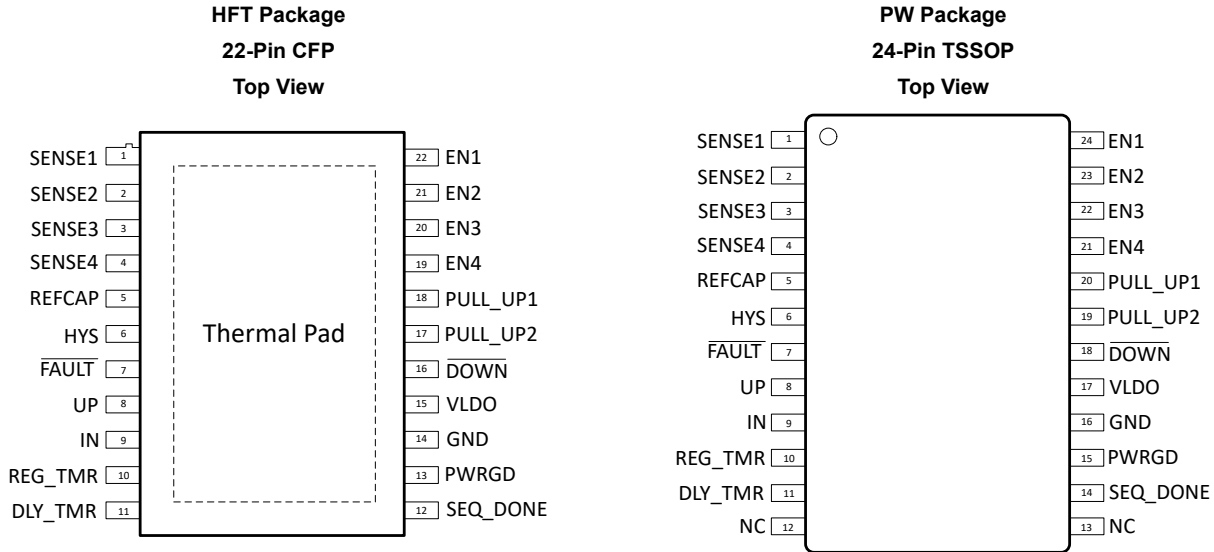 HFT Package
22-Pin CFP
Top View
SENSE1 1
SENSE2 2
SENSE3 3
SENSE4 4
REFCAP 5
HYS 6
FAULT 7
UP 8
IN 9
REG_TMR 10
DLY_TMR 11
Thermal Pad
22 EN1
21 EN2
20 EN3
19 EN4
18 PULL_UP1
17 PULL_UP2
16 DOWN
15 VLDO
14 GND
13 PWRGD
12 SEQ_DONE
PW Package
24-Pin TSSOP
Top View
SENSE1 1
SENSE2 2
SENSE3 3
SENSE4 4
REFCAP 5
HYS 6
FAULT 7
UP 8
IN 9
REG_TMR 10
DLY_TMR 11
NC 12
24 EN1
23 EN2
22 EN3
21 EN4
20 PULL_UP1
19 PULL_UP2
18 DOWN
17 VLDO
16 GND
15 PWRGD
14 SEQ_DONE
13 NC